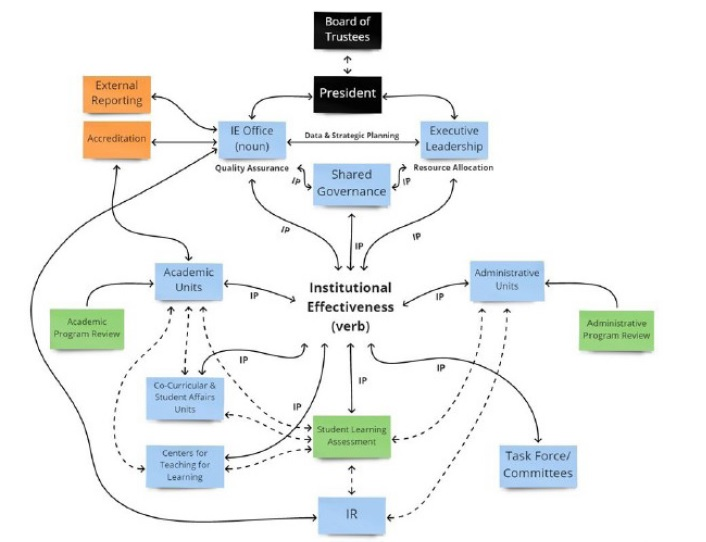 Board of
Trustees
President
External
Reporting
Accreditation
IE Office
(noun)
Data & Strategic Planning
Executive
Leadership
Quality Assurance
Resource Allocation
Shared
Governance
IP
IP
IP
IP
IP
Institutional
Effectiveness
(verb)
Academic
Units
IP
IP
Administrative
Units
Academic
Program Review
Administrative
Program Review
IP
IP
IP
IP
Co-Curricular &
Student Affairs
Units
Student Learning
Assessment
Centers for
Teaching for
Learning
Task Force/
Committees
IR